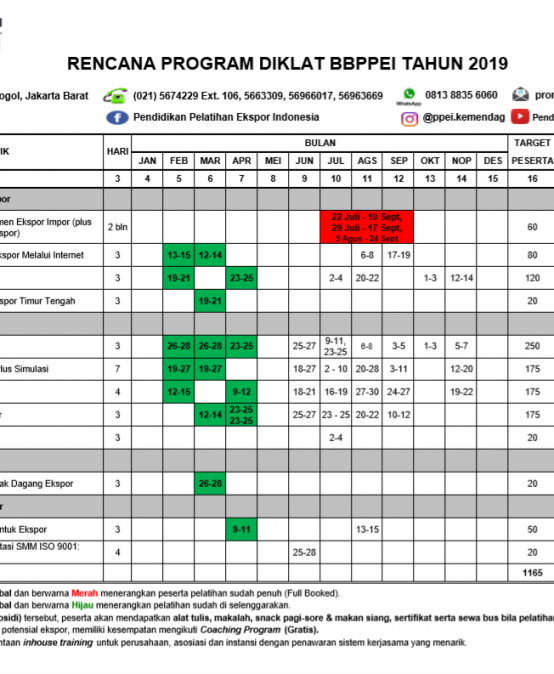 RENCANA PROGRAM DIKLAT BBPPEI TAHUN 2019
ogol, Jakarta Barat (021) 5674229 Ext. 106, 5663309, 56966017, 56963669 WhatsApp 0813 8835 6060 pron
Pendidikan Pelatihan Ekspor Indonesia @ppei.kemendag Pend
IK HARI BULAN TARGET PESERTA
JAN FEB MAR APR MEI JUN JUL AGS SEP OKT NOP DES
3 4 5 6 7 8 9 10 11 12 13 14 15 16
por
men Ekspor Impor (plus spor) 2 bln 22 Juli - 10 Sept, 29 Juli - 17 Sept, 5 Agus - 24 Sept 60
kspor Melalui Internet 3 13-15 12-14 6-8 17-19 80
3 19-21 23-25 2-4 20-22 1-3 12-14 120
spor Timur Tengah 3 19-21 20
3 26-28 26-28 23-25 25-27 9-11, 23-25 6-8 3-5 1-3 5-7 250
lus Simulasi 7 19-27 19-27 18-27 2 - 10 20-28 3-11 12-20 175
4 12-15 9-12 18-21 16-19 27-30 24-27 19-22 175
r 3 12-14 23-25 23-25 25-27 23 - 25 20-22 10-12 175
3 2-4 20
ak Dagang Ekspor 3 26-28 20
r
ntuk Ekspor 3 9-11 13-15 50
tasi SMM ISO 9001: 4 25-28 20
1165
bal dan berwarna Merah menerangkan peserta pelatihan sudah penuh (Full Booked).
bal dan berwarna Hijau menerangkan pelatihan sudah di selenggarakan.
bsidi) tersebut, peserta akan mendapatkan alat tulis, makalah, snack pagi-sore & makan siang, sertifikat serta sewa bus bila pelatihan
potensial ekspor, memiliki kesempatan mengikuti Coaching Program (Gratis).
ntaan inhouse training untuk perusahaan, asosiasi dan instansi dengan penawaran sistem kerjasama yang menarik.